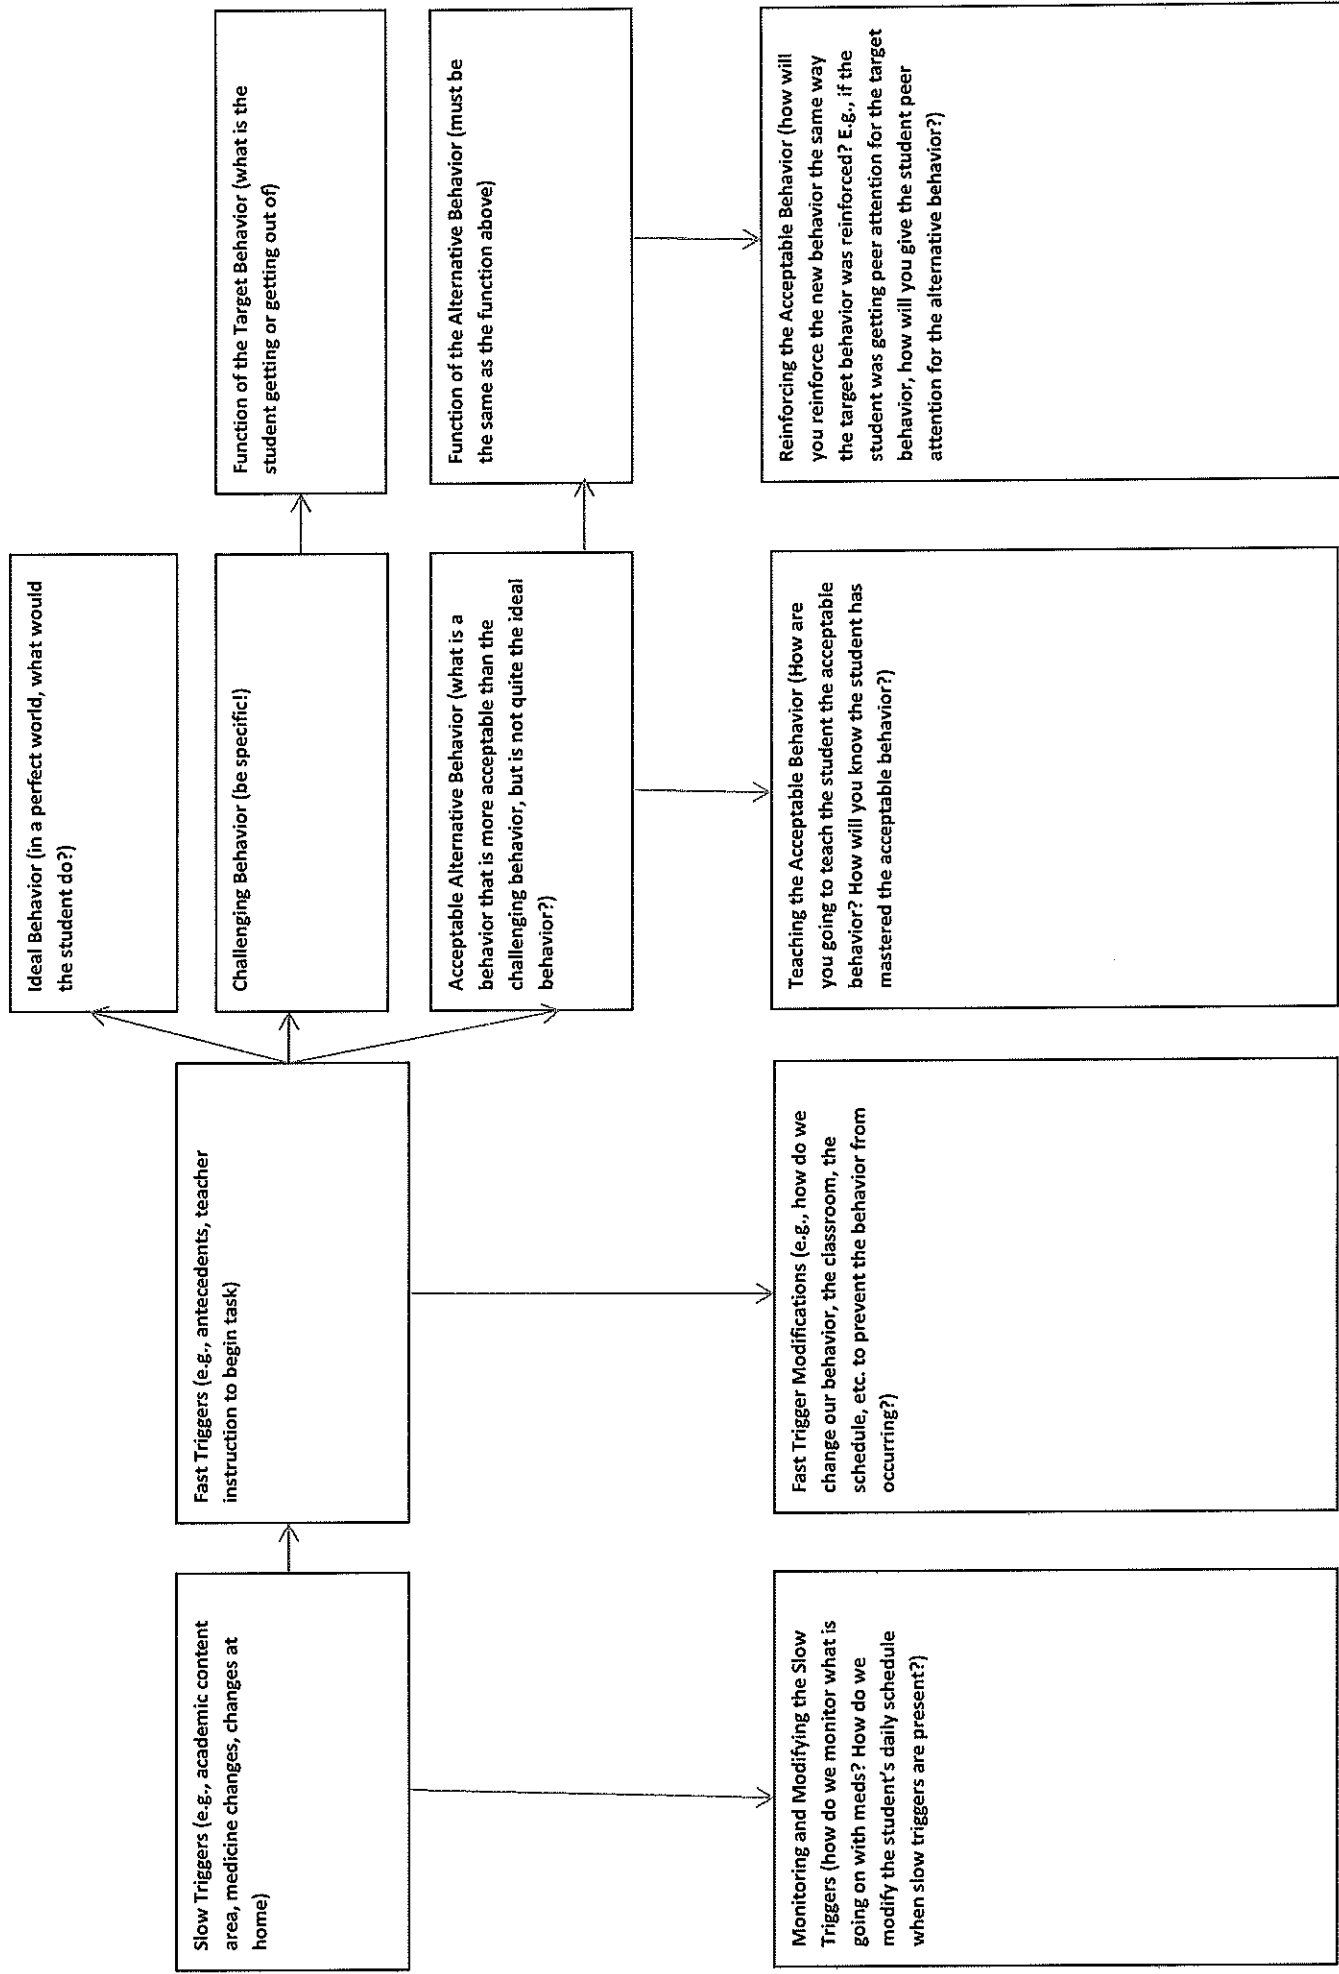 Ideal Behavior (in a perfect world, what would
the student do?)
Slow Triggers (e.g., academic content
area, medicine changes, changes at
home)
Fast Triggers (e.g., antecedents, teacher
instruction to begin task)
Challenging Behavior (be specific!)
Function of the Target Behavior (what is the
student getting or getting out of)
Acceptable Alternative Behavior (what is a
behavior that is more acceptable than the
challenging behavior, but is not quite the ideal
behavior?)
Function of the Alternative Behavior (must be
the same as the function above)
Monitoring and Modifying the Slow
Triggers (how do we monitor what is
going on with meds? How do we
modify the student's daily schedule
when slow triggers are present?)
Fast Trigger Modifications (e.g., how do we
change our behavior, the classroom, the
schedule, etc. to prevent the behavior from
occurring?)
Teaching the Acceptable Behavior (How are
you going to teach the student the acceptable
behavior? How will you know the student has
mastered the acceptable behavior?)
Reinforcing the Acceptable Behavior (how will
you reinforce the new behavior the same way
the target behavior was reinforced? E.g., if the
student was getting peer attention for the target
behavior, how will you give the student peer
attention for the alternative behavior?)